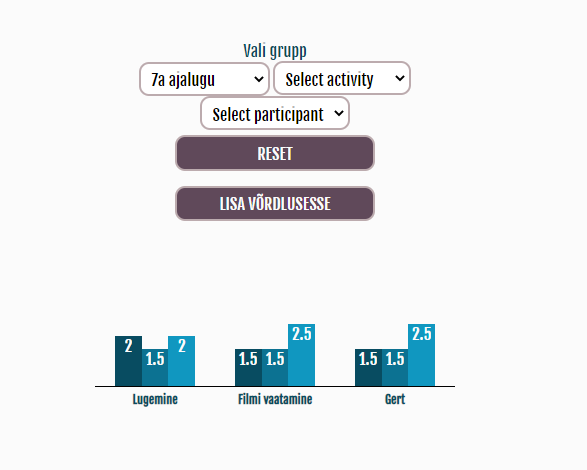 Vali grupp
7a ajalugu Select activity
Select participant
RESET
LISA VÕRDLUSESSE
2 1.5 2 1.5 1.5 2.5 1.5 1.5 2.5
Lugemine Filmi vaatamine Gert